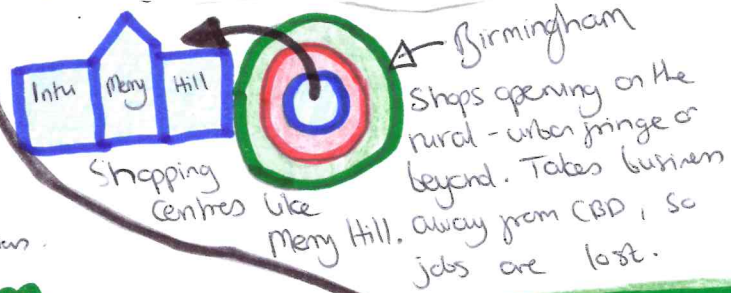 Intu Merry Hill
Shopping
centres like
Merry Hill.
Birmingham
Shops opening on the
rural-urban fringe or
beyond. Takes business
away from CBD, so
jobs are lost.